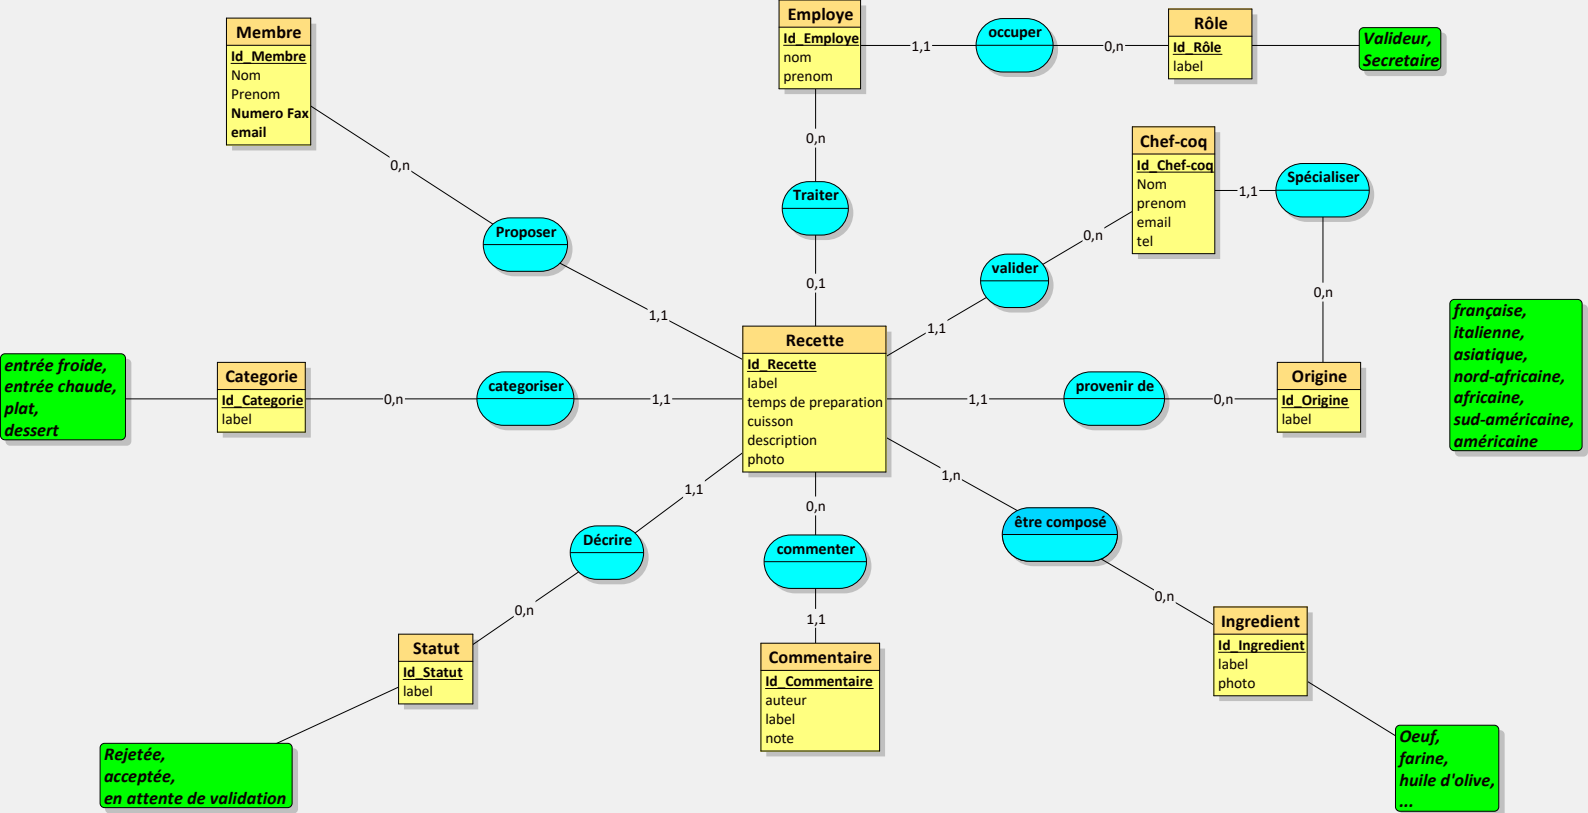 Membre
Id_Membre
Nom
Prenom
Numero Fax
email
Employe
Id_Employe
nom
prenom
1,1
occuper
0,n
Rôle
Id_Rôle
label
Valideur,
Secretaire
0,n
0,n
Traiter
0,1
Proposer
1,1
Chef-coq
Id_Chef-coq
Nom
prenom
email
tel
1,1
Spécialiser
0,n
0,n
valider
1,1
française,
italienne,
asiatique,
nord-africaine,
africaine,
sud-américaine,
américaine
Recette
Id_Recette
label
temps de preparation
cuisson
description
photo
entrée froide,
entrée chaude,
plat,
dessert
Categorie
Id_Categorie
label
0,n
categoriser
1,1
1,1
provenir de
0,n
Origine
Id_Origine
label
1,1
Décrire
0,n
0,n
commenter
1,1
1,n
être composé
0,n
Statut
Id_Statut
label
Commentaire
Id_Commentaire
auteur
label
note
Ingredient
Id_Ingredient
label
photo
Rejetée,
acceptée,
en attente de validation
Oeuf,
farine,
huile d'olive,
...